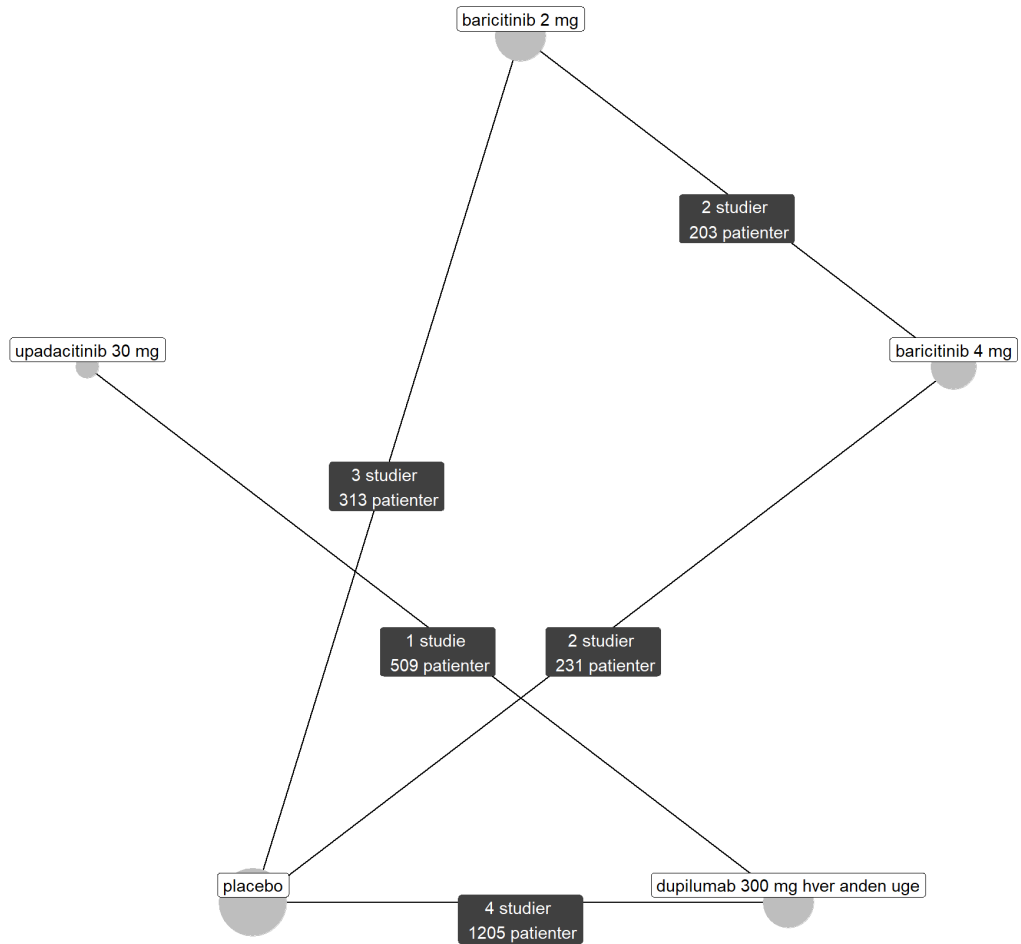 baricitinib 2 mg
2 studier
203 patienter
upadacitinib 30 mg
baricitinib 4 mg
3 studier
313 patienter
1 studie
509 patienter
2 studier
231 patienter
placebo
dupilumab 300 mg hver anden uge
4 studier
1205 patienter